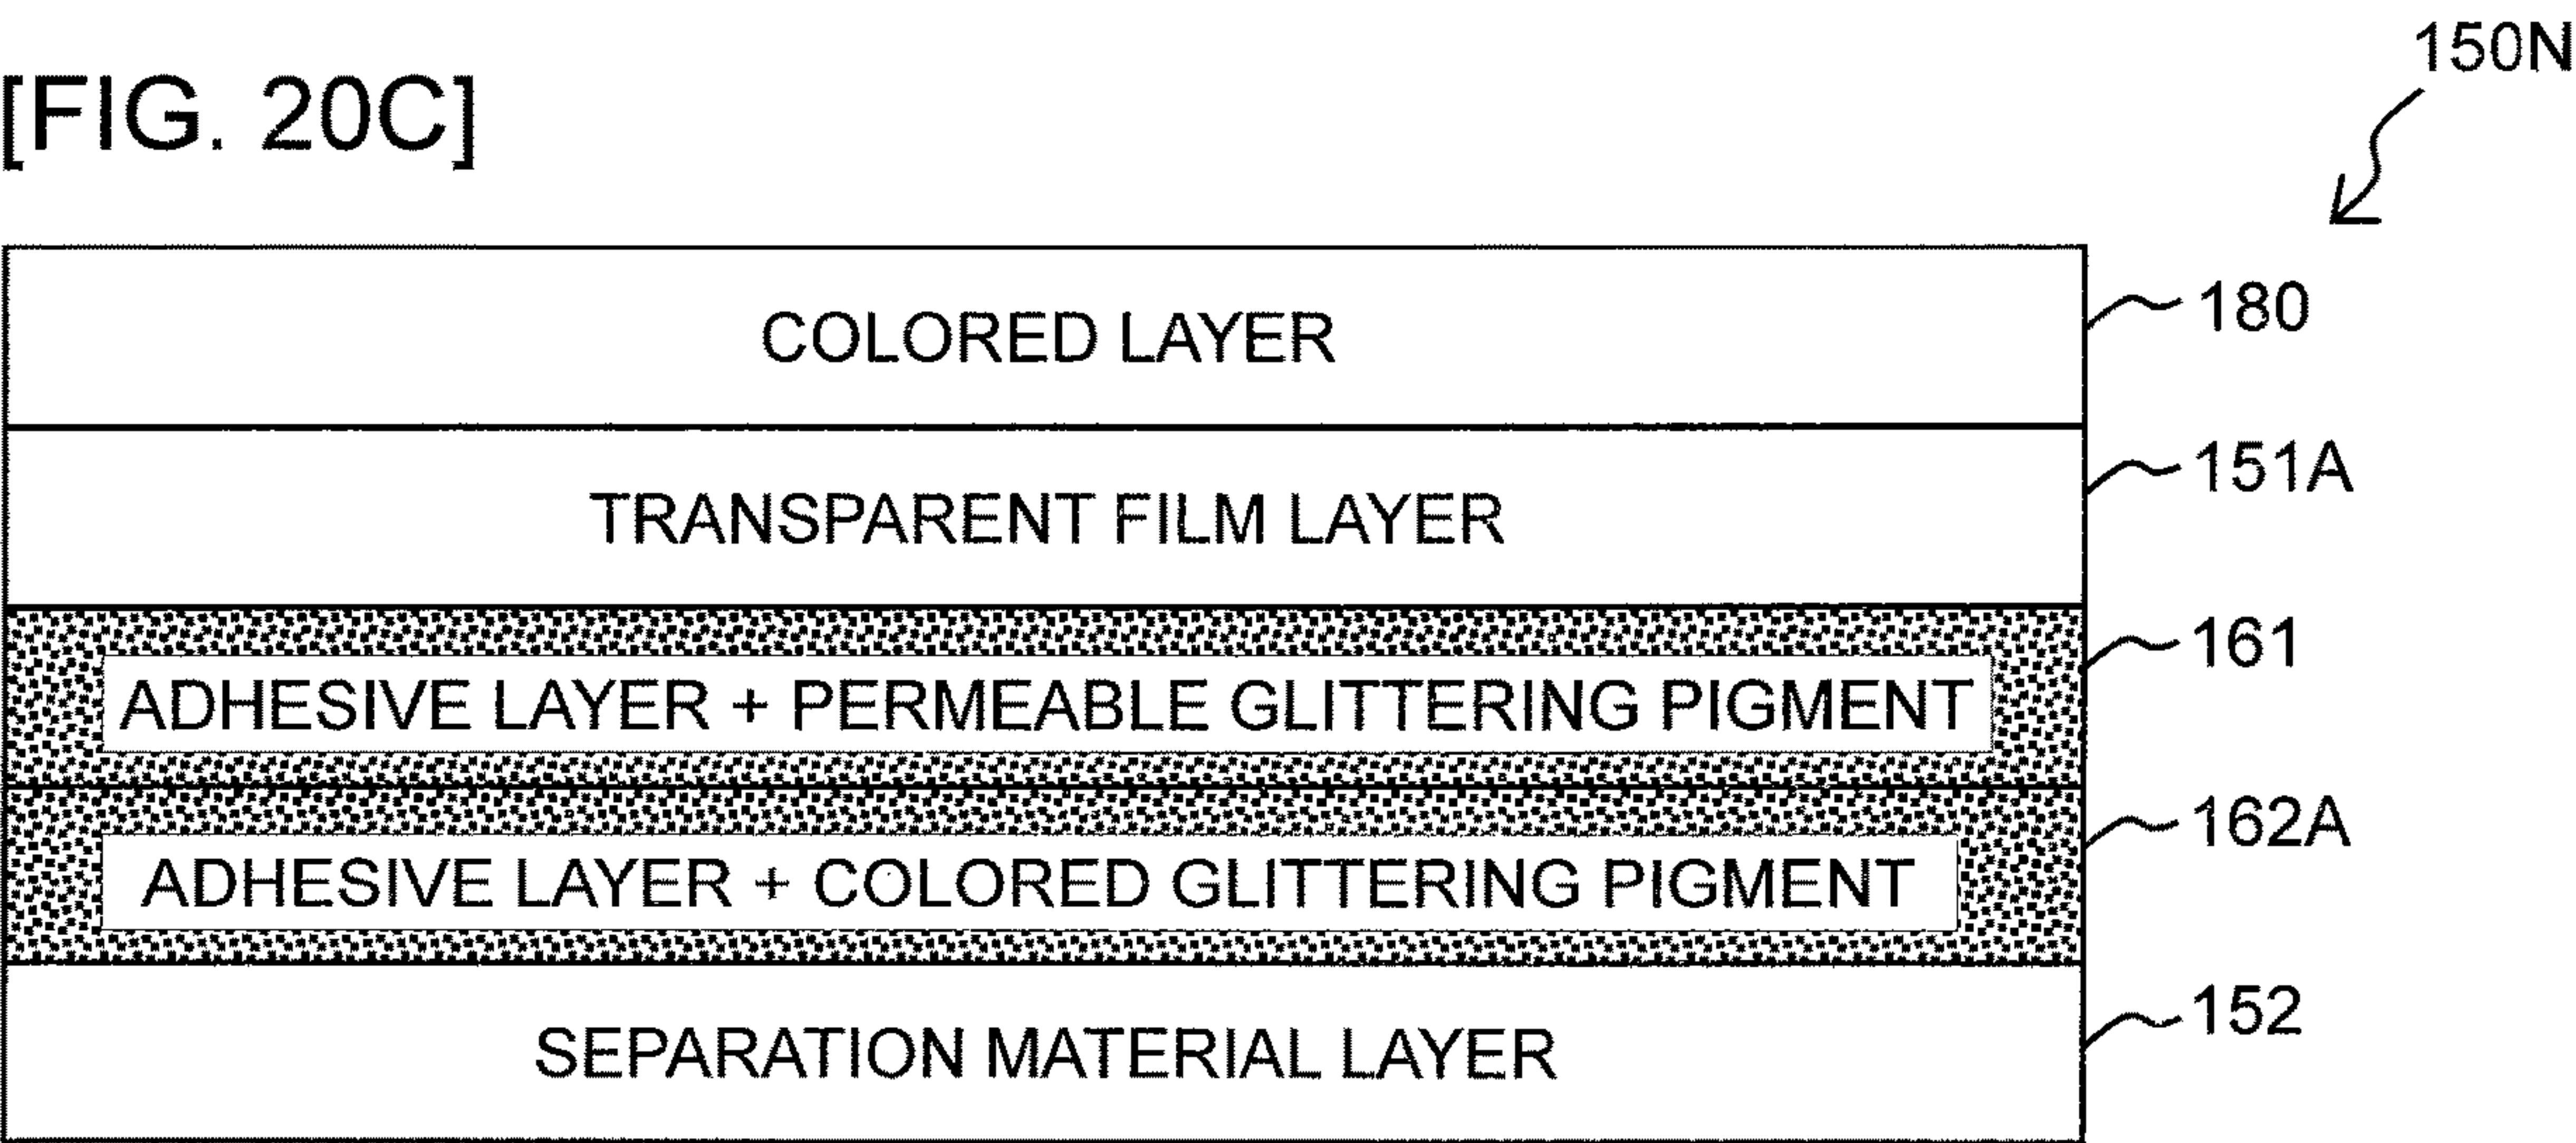 150N
[FIG. 20C]
COLORED LAYER
180
TRANSPARENT FILM LAYER
151A
ADHESIVE LAYER + PERMEABLE GLITTERING PIGMENT
161
ADHESIVE LAYER + COLORED GLITTERING PIGMENT
162A
SEPARATION MATERIAL LAYER
152